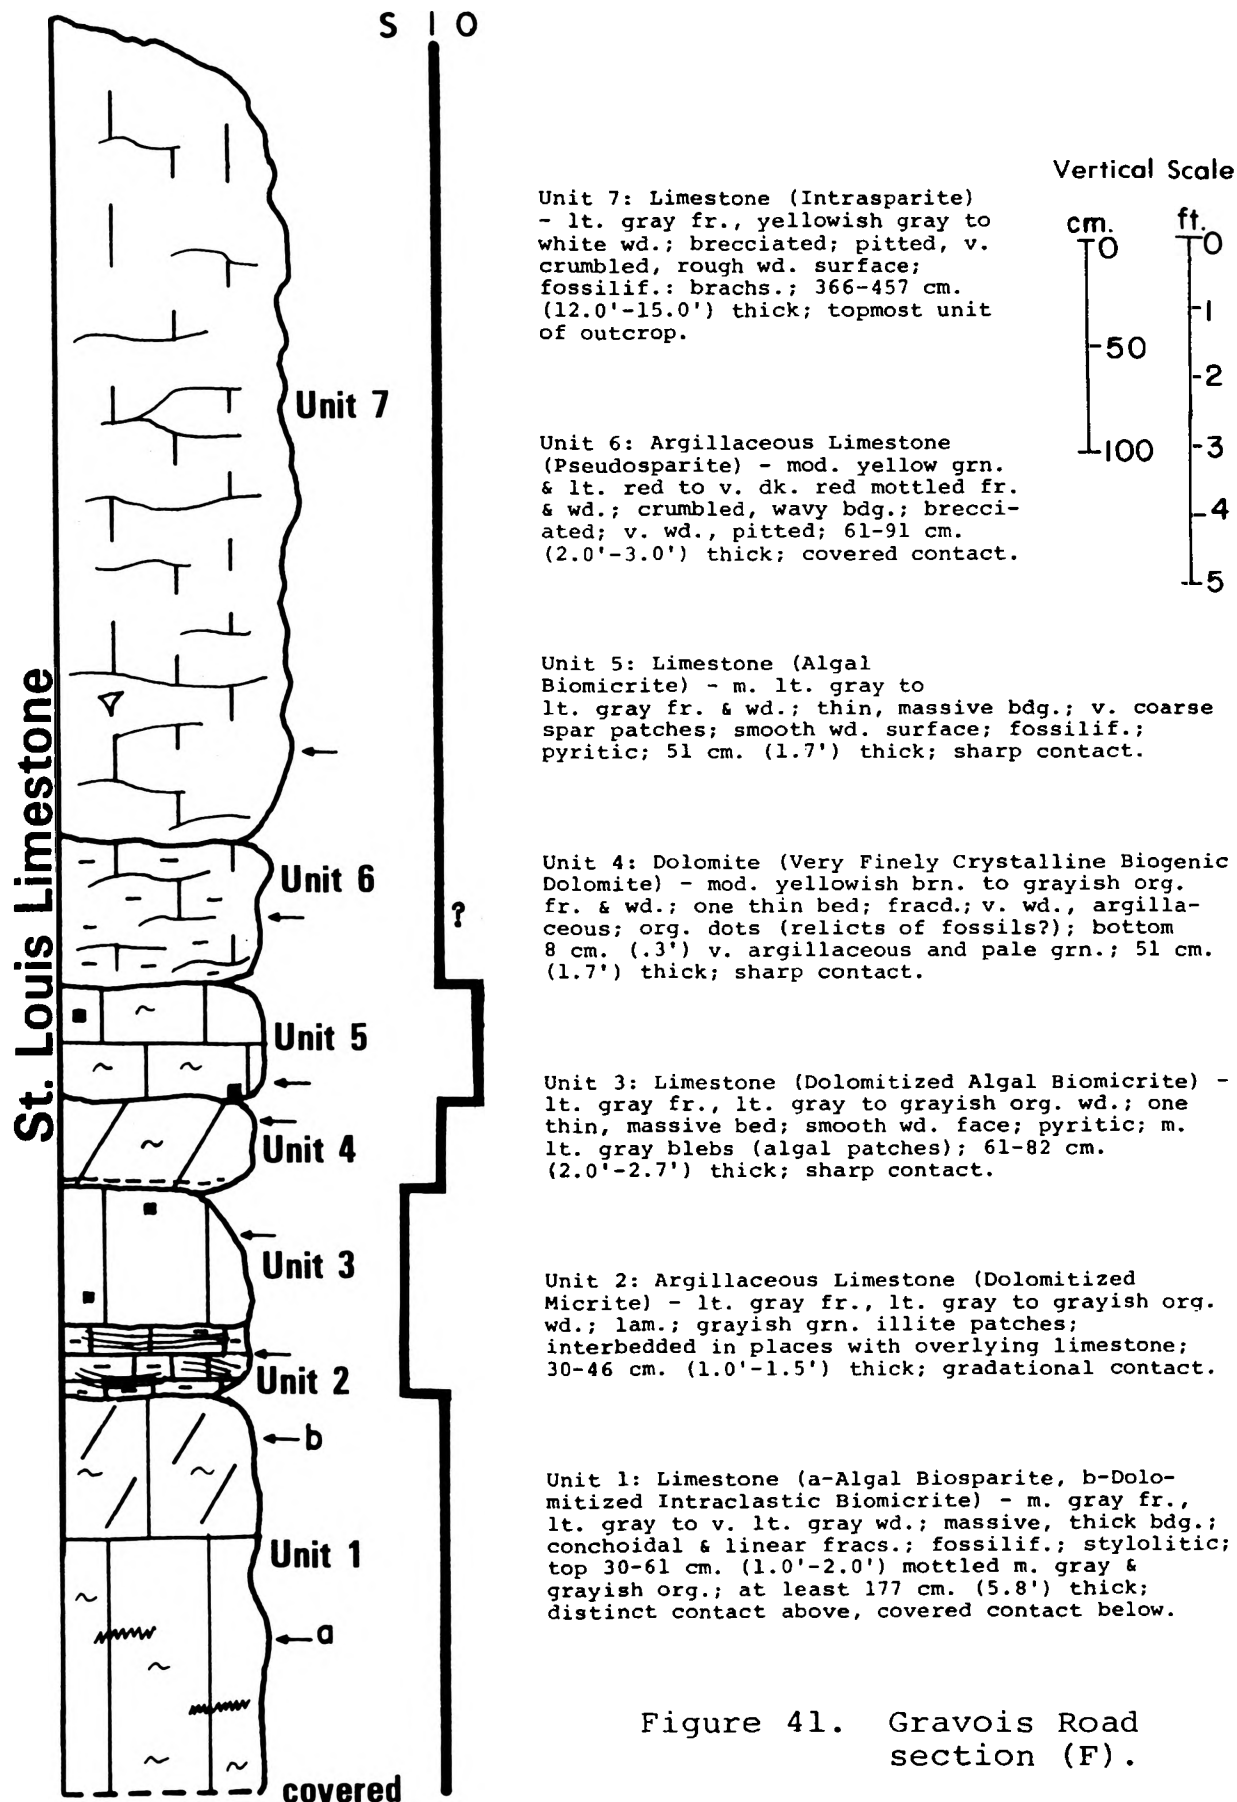 S I O
Vertical Scale
cm.
ft.
0
50
100
0
1
2
3
4
5
St. Louis Limestone
Unit 7
Unit 6
?
Unit 5
Unit 4
Unit 3
Unit 2
b
Unit 1
a
covered
Unit 7: Limestone (Intrasparite)
- lt. gray fr., yellowish gray to
white wd.; brecciated; pitted, v.
crumbled, rough wd. surface;
fossilif.: brachs.; 366-457 cm.
(12.0'-15.0') thick; topmost unit
of outcrop.
Unit 6: Argillaceous Limestone
(Pseudosparite) - mod. yellow grn.
& lt. red to v. dk. red mottled fr.
& wd.; crumbled, wavy bdg.; brecci-
ated; v. wd., pitted; 61-91 cm.
(2.0'-3.0') thick; covered contact.
Unit 5: Limestone (Algal
Biomicrite) - m. lt. gray to
lt. gray fr. & wd.; thin, massive bdg.; v. coarse
spar patches; smooth wd. surface; fossilif.;
pyritic; 51 cm. (1.7') thick; sharp contact.
Unit 4: Dolomite (Very Finely Crystalline Biogenic
Dolomite) - mod. yellowish brn. to grayish org.
fr. & wd.; one thin bed; fracd.; v. wd., argilla-
ceous; org. dots (relicts of fossils?); bottom
8 cm. (.3') v. argillaceous and pale grn.; 51 cm.
(1.7') thick; sharp contact.
Unit 3: Limestone (Dolomitized Algal Biomicrite) -
lt. gray fr., lt. gray to grayish org. wd.; one
thin, massive bed; smooth wd. face; pyritic; m.
lt. gray blebs (algal patches); 61-82 cm.
(2.0'-2.7') thick; sharp contact.
Unit 2: Argillaceous Limestone (Dolomitized
Micrite) - lt. gray fr., lt. gray to grayish org.
wd.; lam.; grayish grn. illite patches;
interbedded in places with overlying limestone;
30-46 cm. (1.0'-1.5') thick; gradational contact.
Unit 1: Limestone (a-Algal Biosparite, b-Dolo-
mitized Intraclastic Biomicrite) - m. gray fr.,
lt. gray to v. lt. gray wd.; massive, thick bdg.;
conchoidal & linear fracs.; fossilif.; stylolitic;
top 30-61 cm. (1.0'-2.0') mottled m. gray &
grayish org.; at least 177 cm. (5.8') thick;
distinct contact above, covered contact below.
Figure 41. Gravois Road
section (F).